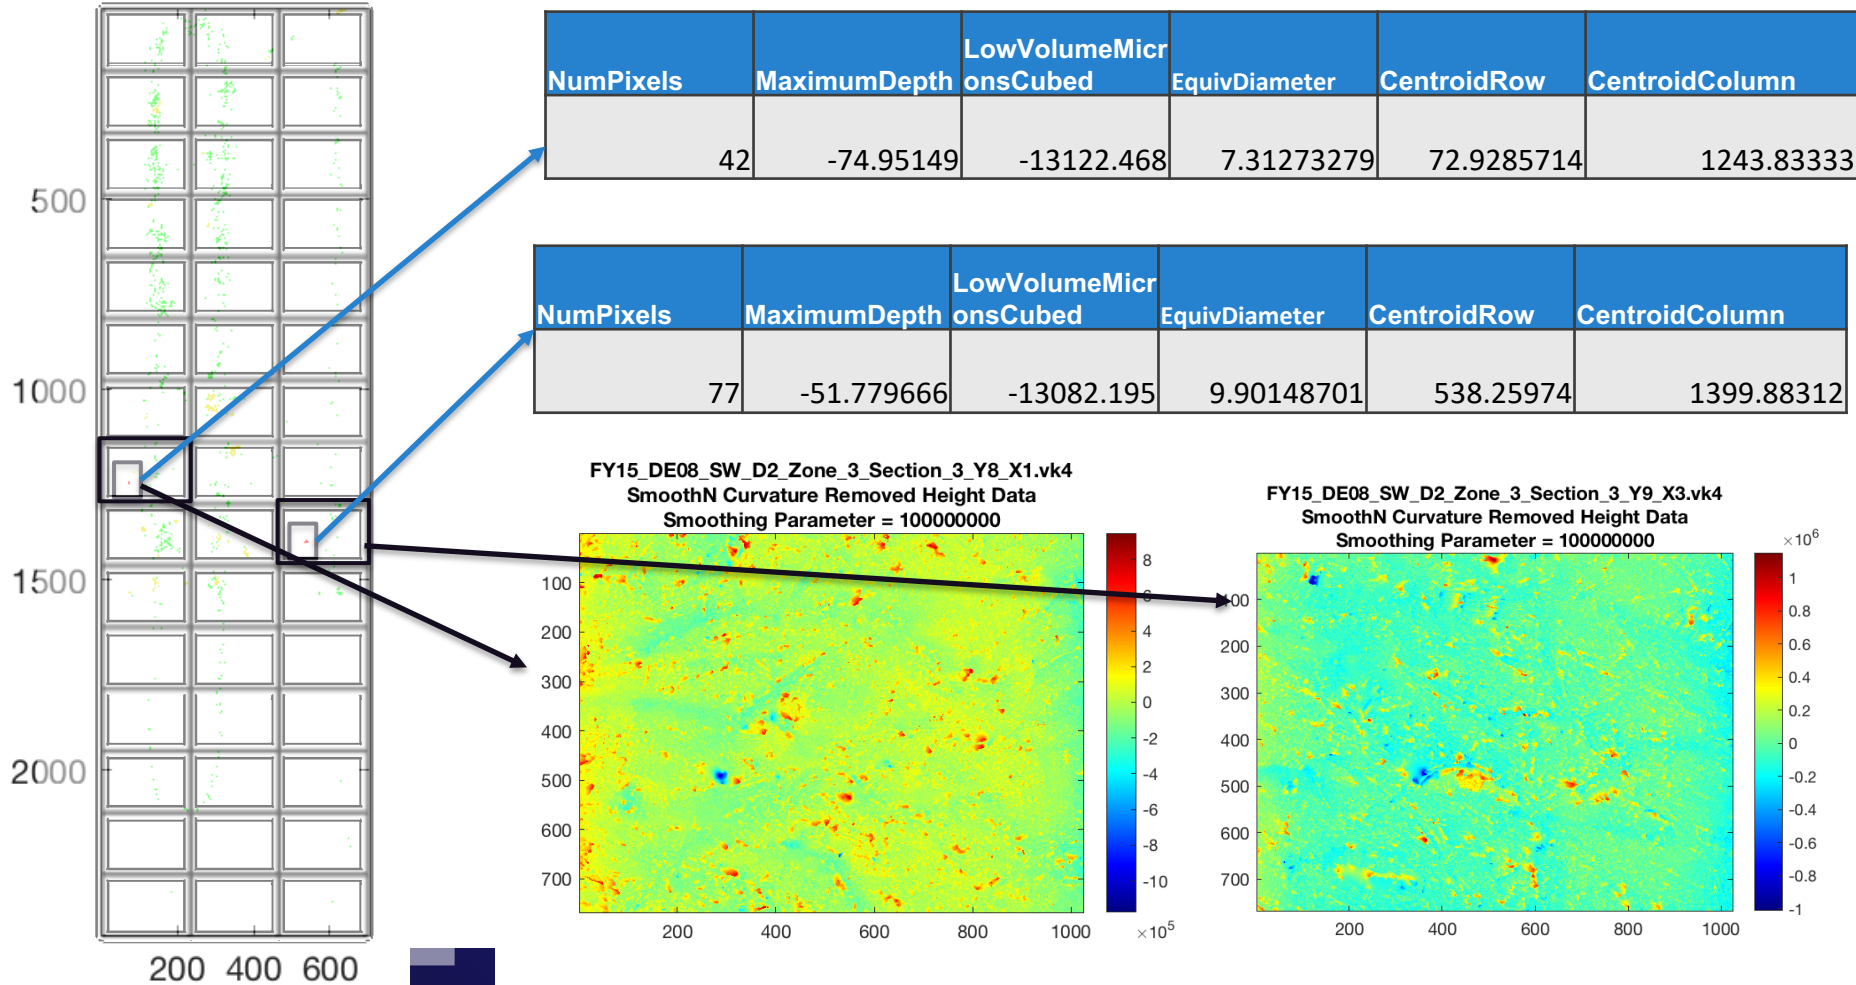 NumPixels MaximumDepth LowVolumeMicr
onsCubed EquivDiameter CentroidRow CentroidColumn
42 -74.95149 -13122.468 7.31273279 72.9285714 1243.83333
NumPixels MaximumDepth LowVolumeMicr
onsCubed EquivDiameter CentroidRow CentroidColumn
77 -51.779666 -13082.195 9.90148701 538.25974 1399.88312
500
1000
1500
2000
200 400 600
FY15_DE08_SW_D2_Zone_3_Section_3_Y8_X1.vk4
SmoothN Curvature Removed Height Data
Smoothing Parameter = 100000000
100
200
300
400
500
600
700
200 400 600 800 1000
8
6
4
2
0
-2
-4
-6
-8
-10
×10⁵
FY15_DE08_SW_D2_Zone_3_Section_3_Y9_X3.vk4
SmoothN Curvature Removed Height Data
Smoothing Parameter = 100000000
×10⁶
100
200
300
400
500
600
700
200 400 600 800 1000
1
0.8
0.6
0.4
0.2
0
-0.2
-0.4
-0.6
-0.8
-1